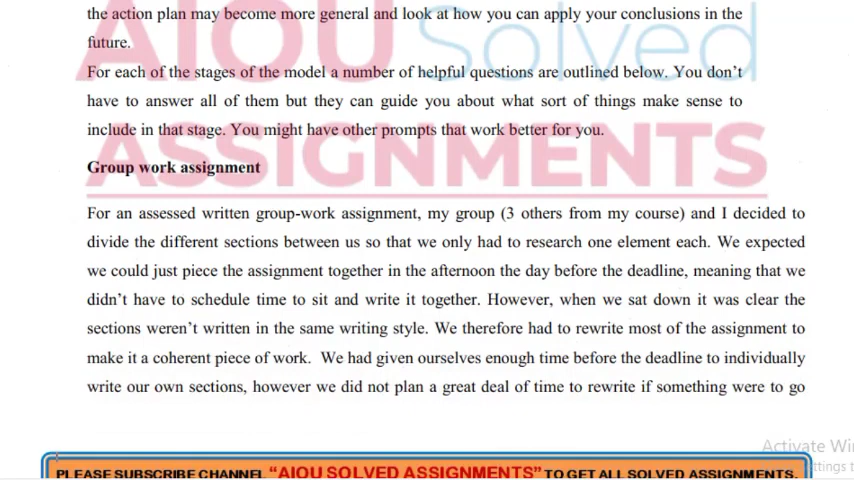 the action plan may become more general and look at how you can apply your conclusions in the
future.
For each of the stages of the model a number of helpful questions are outlined below. You don't
have to answer all of them but they can guide you about what sort of things make sense to
include in that stage. You might have other prompts that work better for you.
Group work assignment
For an assessed written group-work assignment, my group (3 others from my course) and I decided to
divide the different sections between us so that we only had to research one element each. We expected
we could just piece the assignment together in the afternoon the day before the deadline, meaning that we
didn't have to schedule time to sit and write it together. However, when we sat down it was clear the
sections weren't written in the same writing style. We therefore had to rewrite most of the assignment to
make it a coherent piece of work.  We had given ourselves enough time before the deadline to individually
write our own sections, however we did not plan a great deal of time to rewrite if something were to go
AIOU Solved
ASSIGNMENTS
Activate Win
ttings t
PLEASE SUBSCRIBE CHANNEL "AIOU SOLVED ASSIGNMENTS" TO GET ALL SOLVED ASSIGNMENTS.